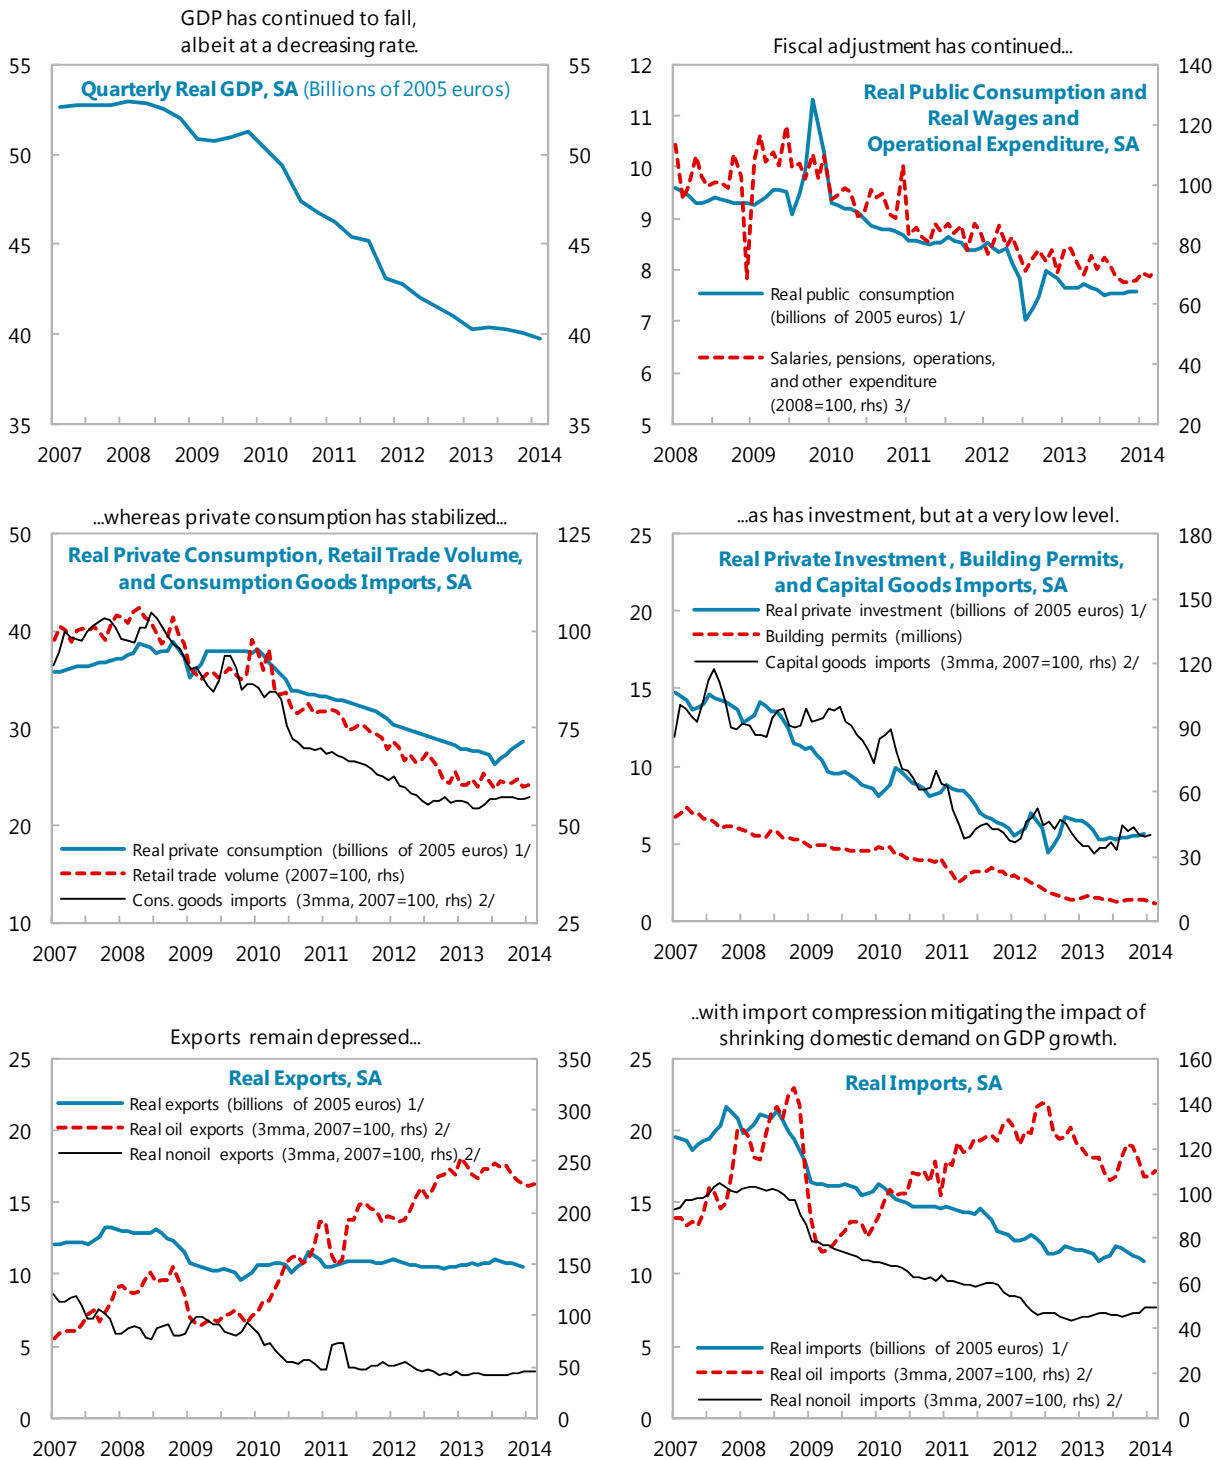 GDP has continued to fall,
albeit at a decreasing rate.
Quarterly Real GDP, SA (Billions of 2005 euros)
55
50
45
40
35
55
50
45
40
35
2007 2008 2009 2010 2011 2012 2013 2014
Fiscal adjustment has continued...
Real Public Consumption and
Real Wages and
Operational Expenditure, SA
12
11
10
9
8
7
6
5
140
120
100
80
60
40
20
Real public consumption
(billions of 2005 euros) 1/
Salaries, pensions, operations,
and other expenditure
(2008=100, rhs) 3/
2008 2009 2010 2011 2012 2013 2014
...whereas private consumption has stabilized...
Real Private Consumption, Retail Trade Volume,
and Consumption Goods Imports, SA
50
40
30
20
10
125
100
75
50
25
Real private consumption (billions of 2005 euros) 1/
Retail trade volume (2007=100, rhs)
Cons. goods imports (3mma, 2007=100, rhs) 2/
2007 2008 2009 2010 2011 2012 2013 2014
...as has investment, but at a very low level.
Real Private Investment , Building Permits,
and Capital Goods Imports, SA
Real private investment (billions of 2005 euros) 1/
Building permits (millions)
Capital goods imports (3mma, 2007=100, rhs) 2/
25
20
15
10
5
0
180
150
120
90
60
30
0
2007 2008 2009 2010 2011 2012 2013 2014
Exports remain depressed...
Real Exports, SA
Real exports (billions of 2005 euros) 1/
Real oil exports (3mma, 2007=100, rhs) 2/
Real nonoil exports (3mma, 2007=100, rhs) 2/
25
20
15
10
5
0
350
300
250
200
150
100
50
0
2007 2008 2009 2010 2011 2012 2013 2014
..with import compression mitigating the impact of
shrinking domestic demand on GDP growth.
Real Imports, SA
25
20
15
10
5
0
160
140
120
100
80
60
40
20
0
Real imports (billions of 2005 euros) 1/
Real oil imports (3mma, 2007=100, rhs) 2/
Real nonoil imports (3mma, 2007=100, rhs) 2/
2007 2008 2009 2010 2011 2012 2013 2014